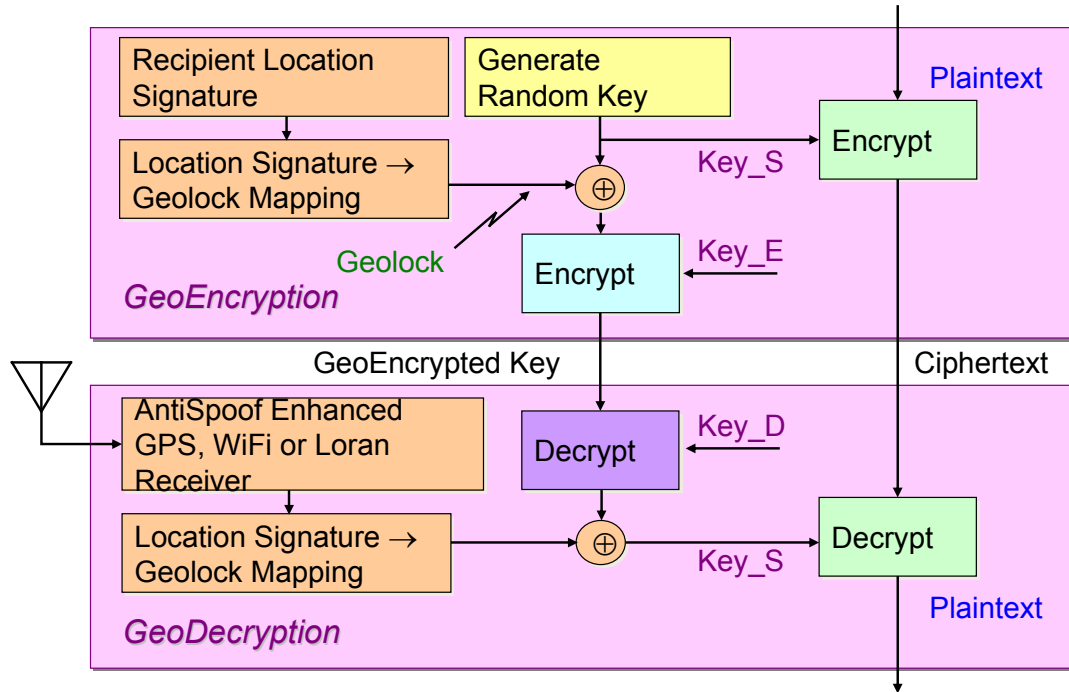 Recipient Location
Signature
Generate
Random Key
Plaintext
Encrypt
Key_S
Location Signature →
Geolock Mapping
⊕
Geolock
Encrypt
Key_E
GeoEncryption
GeoEncrypted Key
Ciphertext
AntiSpoof Enhanced
GPS, WiFi or Loran
Receiver
Decrypt
Key_D
Location Signature →
Geolock Mapping
⊕
Key_S
Decrypt
Plaintext
GeoDecryption